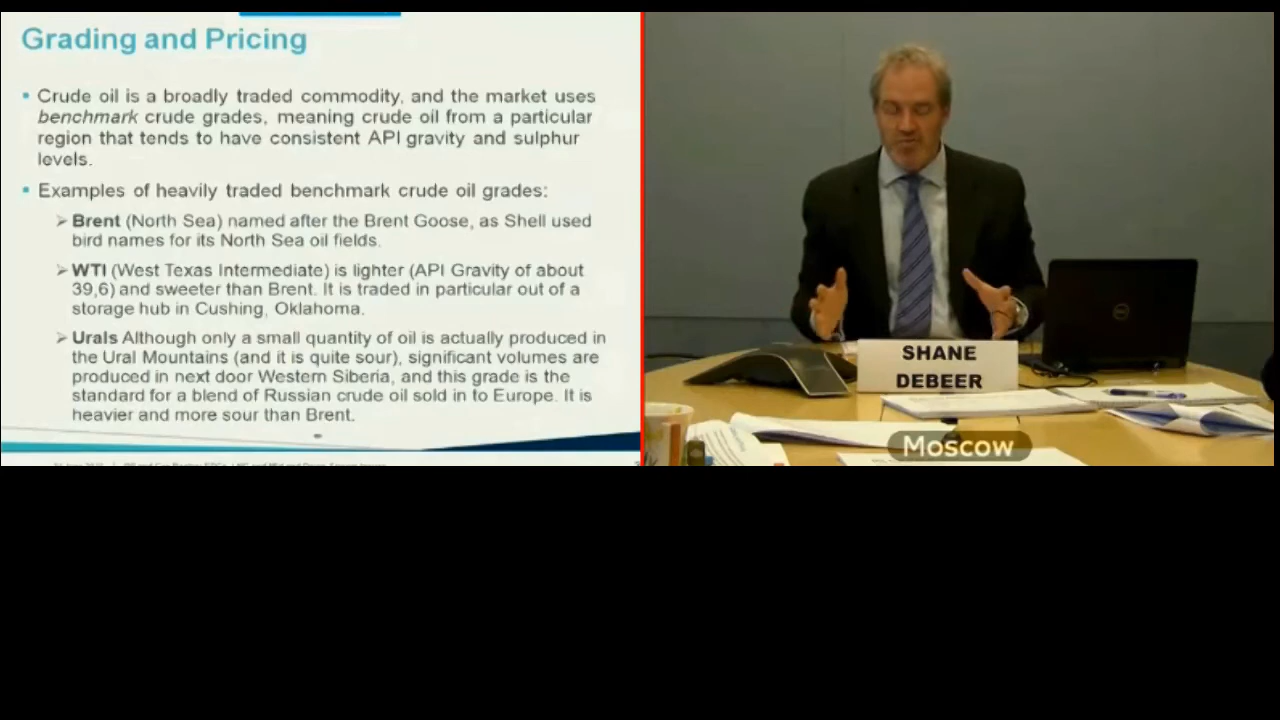 Grading and Pricing
Crude oil is a broadly traded commodity, and the market uses
benchmark crude grades, meaning crude oil from a particular
region that tends to have consistent API gravity and sulphur
levels.
Examples of heavily traded benchmark crude oil grades:
Brent (North Sea) named after the Brent Goose, as Shell used
bird names for its North Sea oil fields.
WTI (West Texas Intermediate) is lighter (API Gravity of about
39,6) and sweeter than Brent. It is traded in particular out of a
storage hub in Cushing, Oklahoma.
Urals Although only a small quantity of oil is actually produced in
the Ural Mountains (and it is quite sour), significant volumes are
produced in next door Western Siberia, and this grade is the
standard for a blend of Russian crude oil sold in to Europe. It is
heavier and more sour than Brent.
SHANE
DEBEER
Moscow